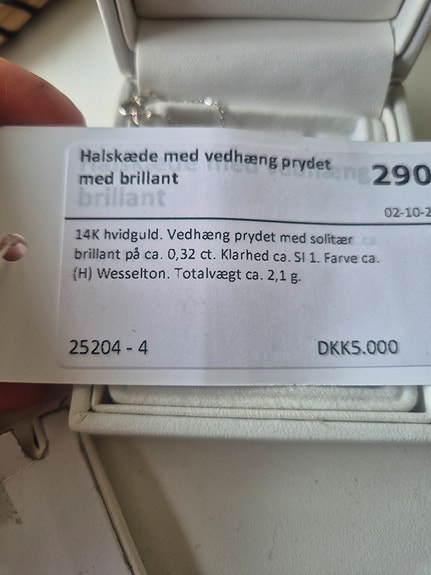 Halskæde med vedhæng prydet
med brillant
290
02-10-2
14K hvidguld. Vedhæng prydet med solitær
brillant på ca. 0,32 ct. Klarhed ca. SI 1. Farve ca.
(H) Wesselton. Totalvægt ca. 2,1 g.
25204 - 4 DKK5.000